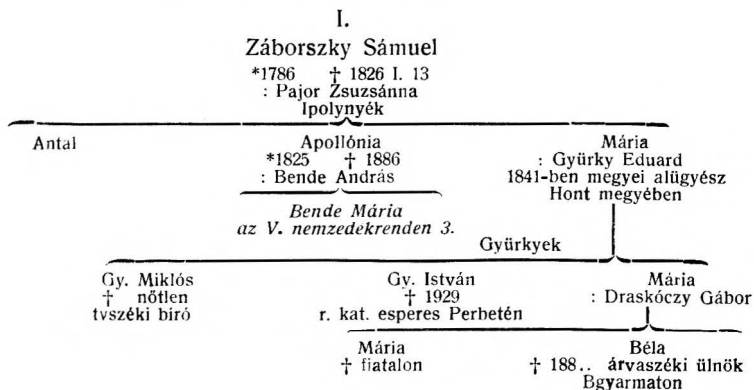 I.
Záborszky Sámuel
*1786 † 1826 I. 13
: Pajor Zsuzsánna
Ipolynyék
Antal
Apollónia
*1825 † 1886
: Bende András
Mária
: Gyürky Eduard
1841-ben megyei alügyész
Hont megyében
Bende Mária
az V. nemzedekrenden 3.
Gyürkyek
Gy. Miklós
† nőtlen
tvszéki biró
Gy. István
† 1929
r. kat. esperes Perbetén
Mária
: Draskóczy Gábor
Mária
† fiatalon
Béla
† 188.. árvaszéki ülnök
Bgyarmaton